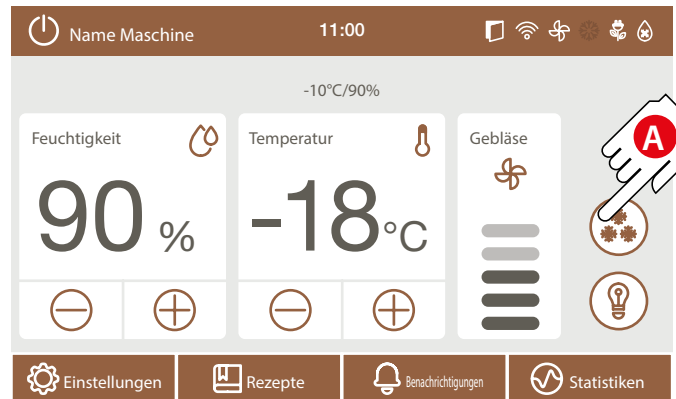 Name Maschine
11:00
-10°C/90%
Feuchtigkeit
90 %
Temperatur
-18°C
Gebläse
A
Einstellungen
Rezepte
Benachrichtigungen
Statistiken